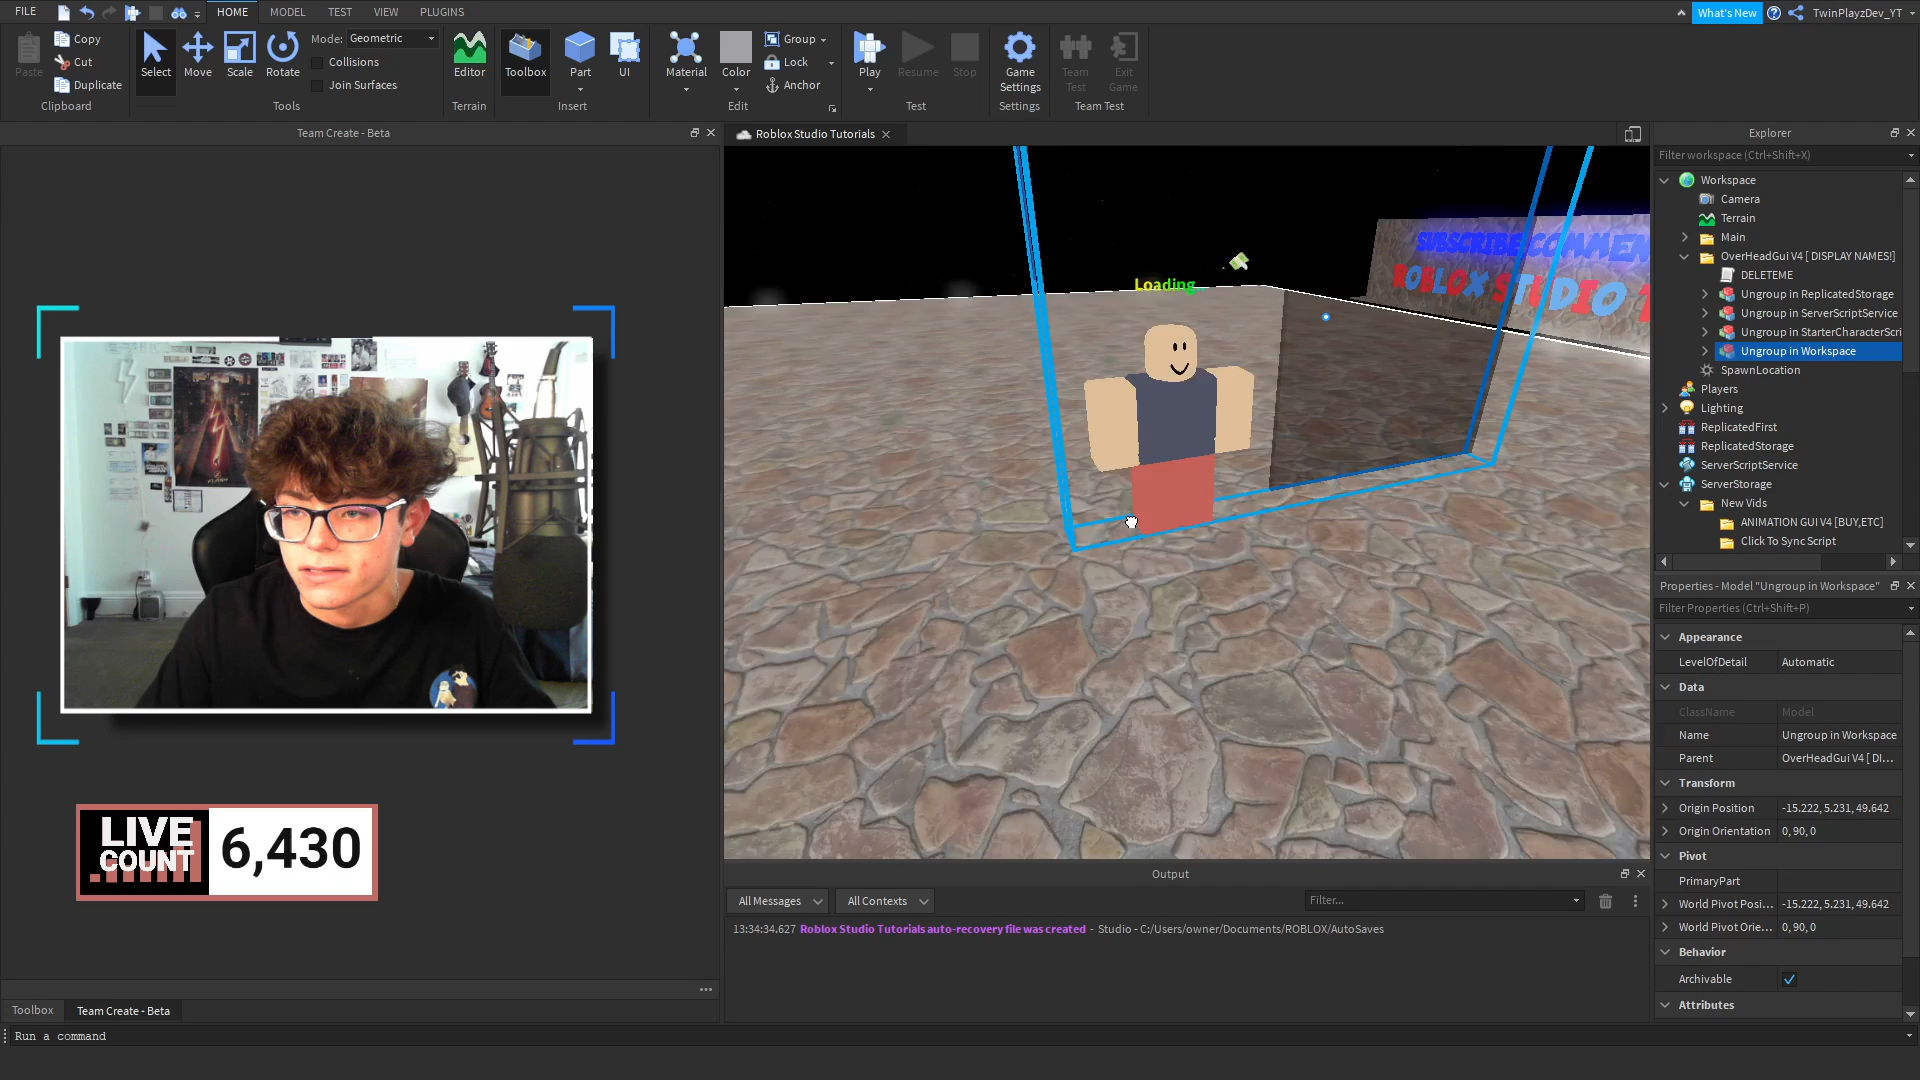 FILE
HOME
MODEL
TEST
VIEW
PLUGINS
What's New
TwinPlayzDev_YT
Paste
Copy
Cut
Duplicate
Clipboard
Select
Move
Scale
Rotate
Mode:
Geometric
Collisions
Join Surfaces
Tools
Editor
Terrain
Toolbox
Part
UI
Insert
Material
Color
Group
Lock
Anchor
Edit
Play
Resume
Stop
Test
Game
Settings
Settings
Team
Test
Exit
Game
Team Test
Team Create - Beta
LIVE
COUNT
6,430
Toolbox
Team Create - Beta
Run a command
Roblox Studio Tutorials
Loading...
SUBSCRIBE COMMEN
ROBLOX STUDIO
Output
All Messages
All Contexts
Filter...
13:34:34.627 Roblox Studio Tutorials auto-recovery file was created - Studio - C:/Users/owner/Documents/ROBLOX/AutoSaves
Explorer
Filter workspace (Ctrl+Shift+X)
Workspace
Camera
Terrain
Main
OverHeadGui V4 [ DISPLAY NAMES!]
DELETEME
Ungroup in ReplicatedStorage
Ungroup in ServerScriptService
Ungroup in StarterCharacterScri
Ungroup in Workspace
SpawnLocation
Players
Lighting
ReplicatedFirst
ReplicatedStorage
ServerScriptService
ServerStorage
New Vids
ANIMATION GUI V4 [BUY,ETC]
Click To Sync Script
Properties - Model "Ungroup in Workspace"
Filter Properties (Ctrl+Shift+P)
Appearance
LevelOfDetail Automatic
Data
ClassName Model
Name Ungroup in Workspace
Parent OverHeadGui V4 [ DI...
Transform
Origin Position -15.222, 5.231, 49.642
Origin Orientation 0, 90, 0
Pivot
PrimaryPart
World Pivot Posi... -15.222, 5.231, 49.642
World Pivot Orie... 0, 90, 0
Behavior
Archivable
Attributes